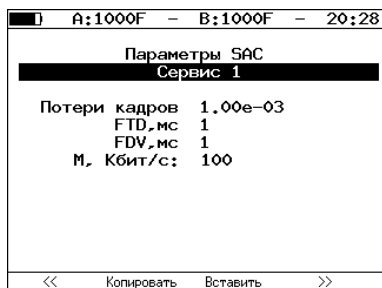 A:1000F – B:1000F – 20:28
Параметры SAC
Сервис 1
Потери кадров 1.00e-03
FTD,мс 1
FDV,мс 1
М, Кбит/с: 100
<< Копировать Вставить >>